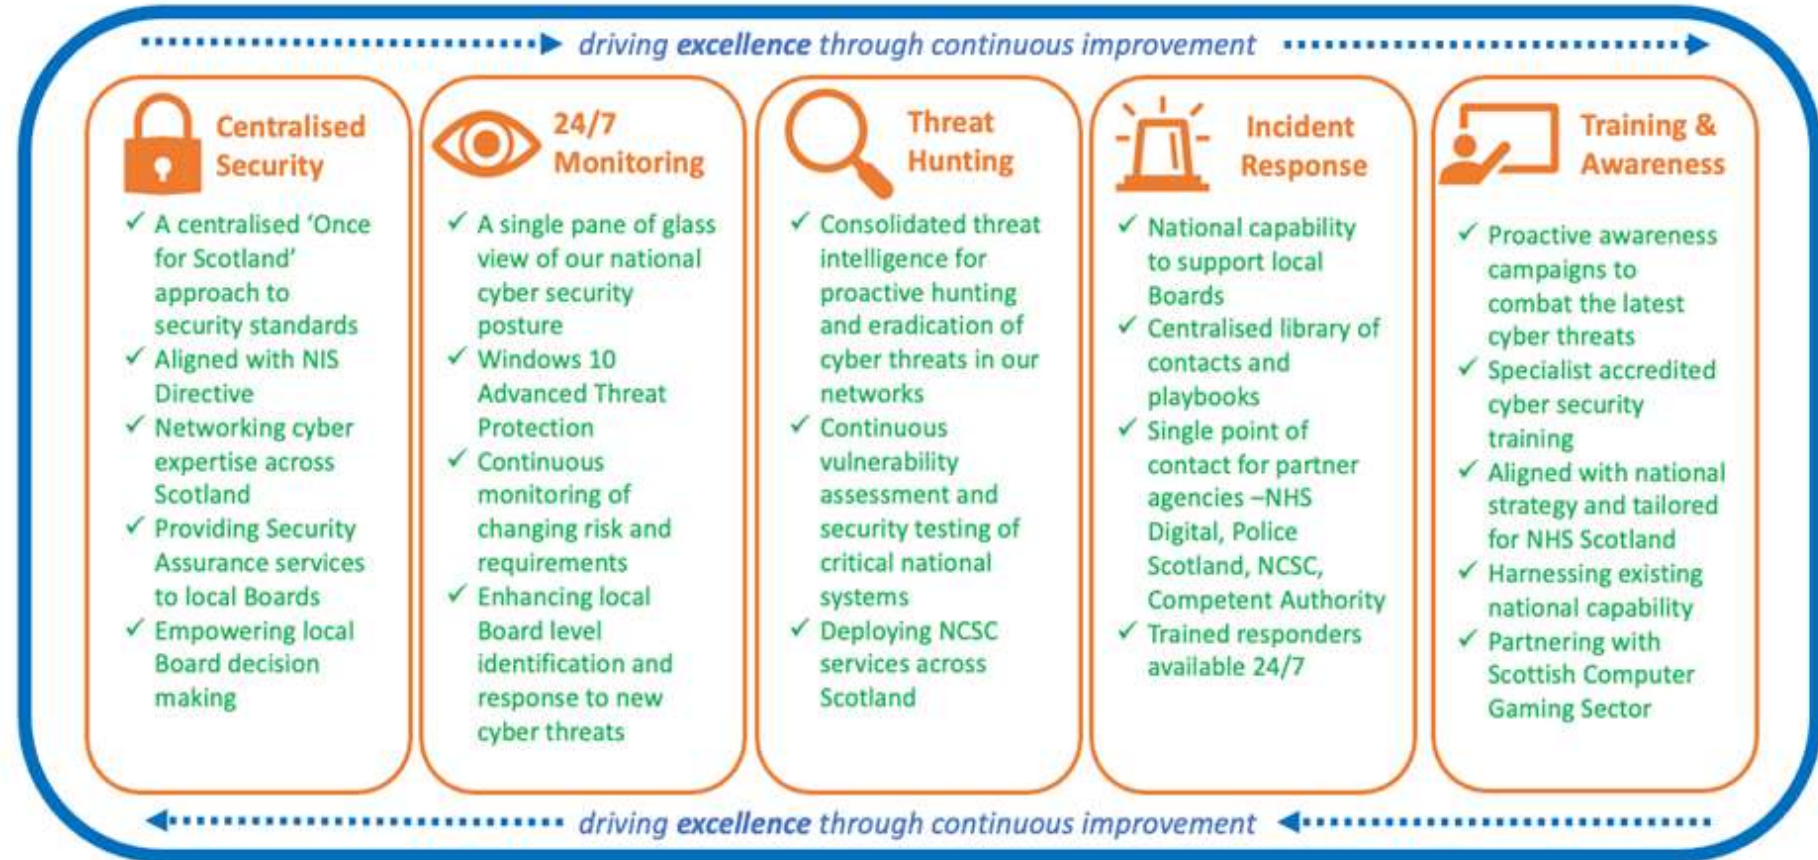 driving excellence through continuous improvement
Centralised
Security
✓ A centralised ‘Once
for Scotland’
approach to
security standards
✓ Aligned with NIS
Directive
✓ Networking cyber
expertise across
Scotland
✓ Providing Security
Assurance services
to local Boards
✓ Empowering local
Board decision
making
24/7
Monitoring
✓ A single pane of glass
view of our national
cyber security
posture
✓ Windows 10
Advanced Threat
Protection
✓ Continuous
monitoring of
changing risk and
requirements
✓ Enhancing local
Board level
identification and
response to new
cyber threats
Threat
Hunting
✓ Consolidated threat
intelligence for
proactive hunting
and eradication of
cyber threats in our
networks
✓ Continuous
vulnerability
assessment and
security testing of
critical national
systems
✓ Deploying NCSC
services across
Scotland
Incident
Response
✓ National capability
to support local
Boards
✓ Centralised library of
contacts and
playbooks
✓ Single point of
contact for partner
agencies –NHS
Digital, Police
Scotland, NCSC,
Competent Authority
✓ Trained responders
available 24/7
Training &
Awareness
✓ Proactive awareness
campaigns to
combat the latest
cyber threats
✓ Specialist accredited
cyber security
training
✓ Aligned with national
strategy and tailored
for NHS Scotland
✓ Harnessing existing
national capability
✓ Partnering with
Scottish Computer
Gaming Sector
driving excellence through continuous improvement